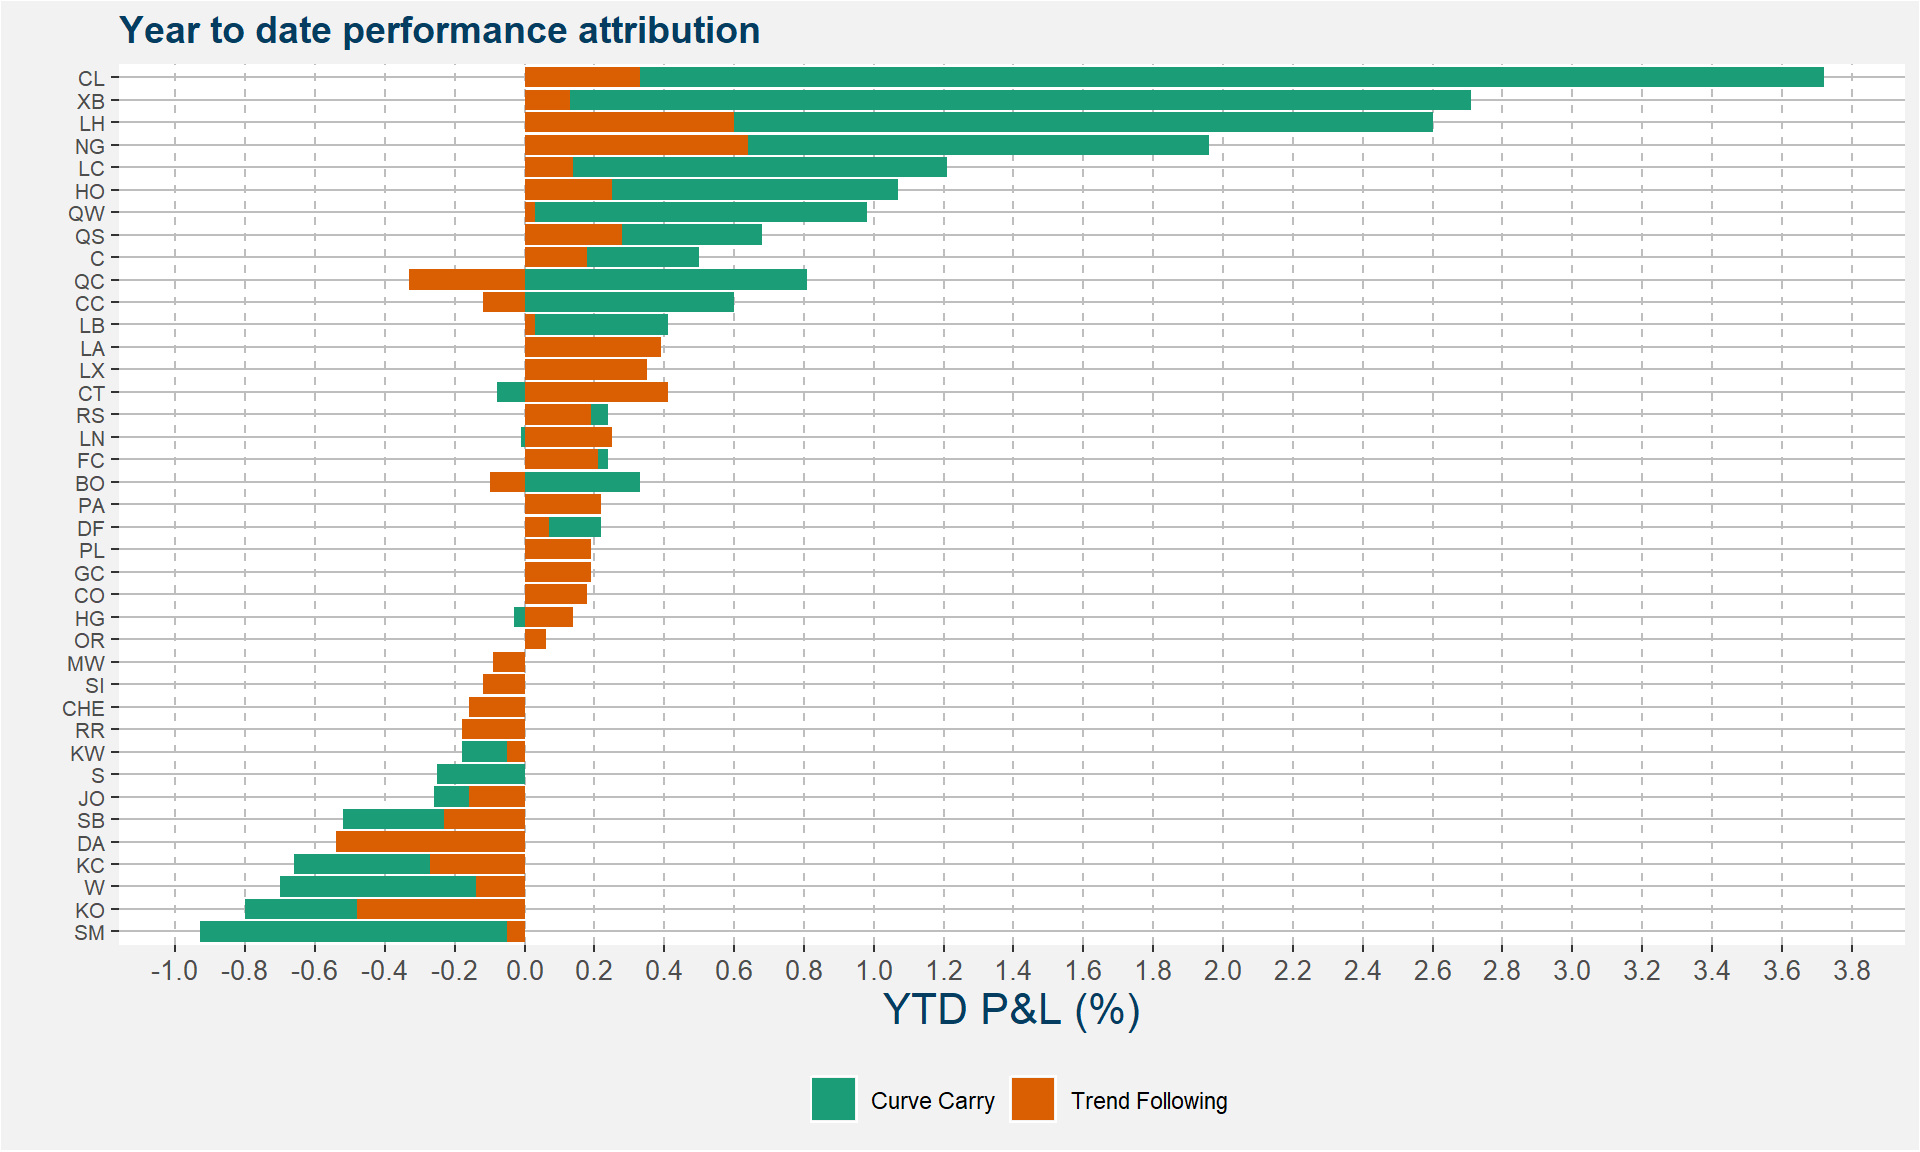 Year to date performance attribution
CL
XB
LH
NG
LC
HO
QW
QS
C
QC
CC
LB
LA
LX
CT
RS
LN
FC
BO
PA
DF
PL
GC
CO
HG
OR
MW
SI
CHE
RR
KW
S
JO
SB
DA
KC
W
KO
SM
-1.0 -0.8 -0.6 -0.4 -0.2 0.0 0.2 0.4 0.6 0.8 1.0 1.2 1.4 1.6 1.8 2.0 2.2 2.4 2.6 2.8 3.0 3.2 3.4 3.6 3.8
YTD P&L (%)
Curve Carry Trend Following